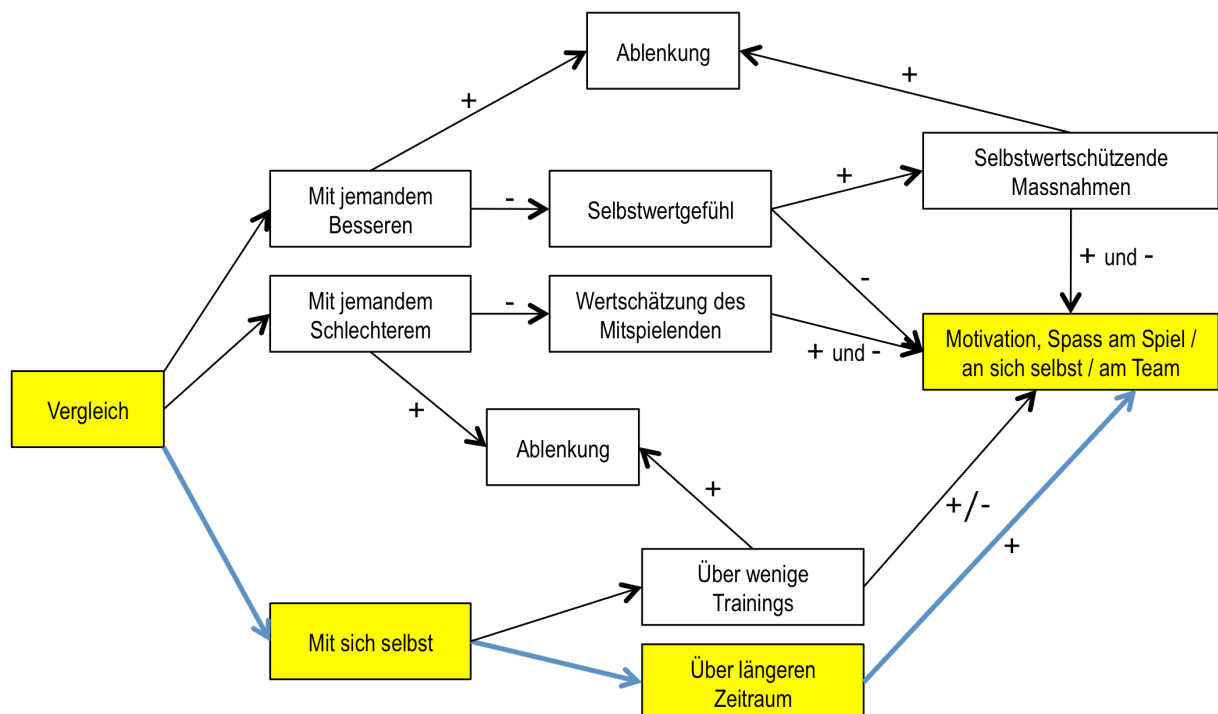 Ablenkung
+
+
Selbstwertschützende
Massnahmen
Mit jemandem
Besseren
-
Selbstwertgefühl
+
+ und -
-
Mit jemandem
Schlechterem
-
Wertschätzung des
Mitspielenden
+ und -
Motivation, Spass am Spiel /
an sich selbst / am Team
Vergleich
+
Ablenkung
+
+/-
+
Über wenige
Trainings
Mit sich selbst
Über längeren
Zeitraum